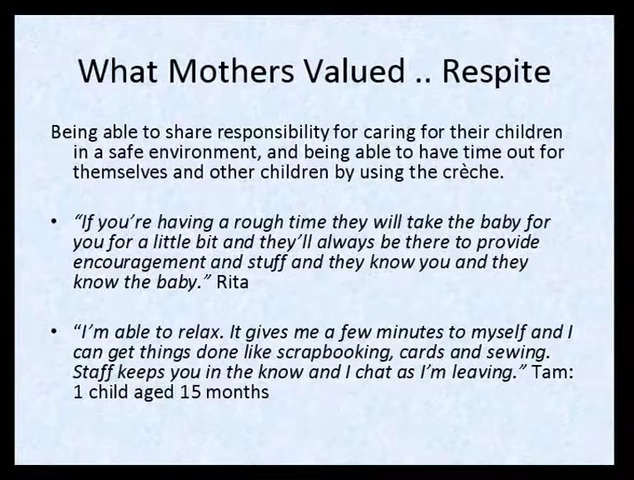 What Mothers Valued .. Respite
Being able to share responsibility for caring for their children
in a safe environment, and being able to have time out for
themselves and other children by using the crèche.
• “If you’re having a rough time they will take the baby for
you for a little bit and they’ll always be there to provide
encouragement and stuff and they know you and they
know the baby.” Rita
• “I’m able to relax. It gives me a few minutes to myself and I
can get things done like scrapbooking, cards and sewing.
Staff keeps you in the know and I chat as I’m leaving.” Tam:
1 child aged 15 months